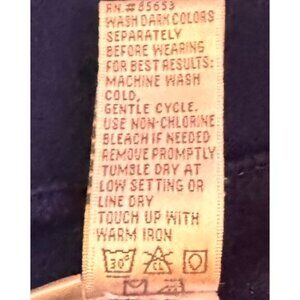 RN #85653
WASH DARK COLORS
SEPARATELY
BEFORE WEARING
FOR BEST RESULTS:
MACHINE WASH
COLD,
GENTLE CYCLE.
USE NON-CHLORINE
BLEACH IF NEEDED
REMOVE PROMPTLY
TUMBLE DRY AT
LOW SETTING OR
LINE DRY
TOUCH UP WITH
WARM IRON
30°
CL